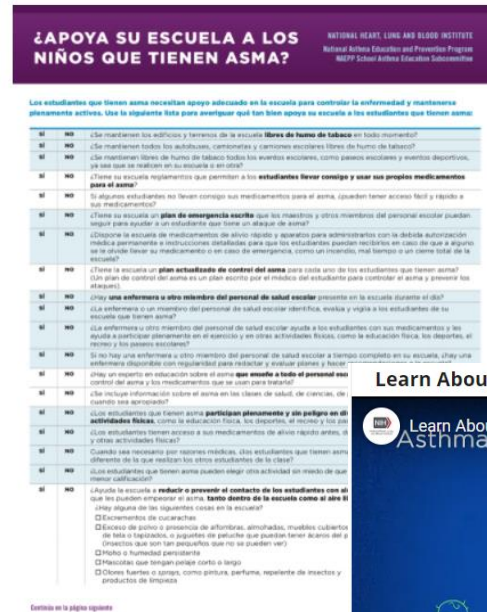 ¿APOYA SU ESCUELA A LOS
NIÑOS QUE TIENEN ASMA?
NATIONAL HEART, LUNG AND BLOOD INSTITUTE
National Asthma Education and Prevention Program
NAEPP School Asthma Education Subcommittee
Los estudiantes que tienen asma necesitan apoyo adecuado en la escuela para controlar la enfermedad y mantenerse
plenamente activos. Use la siguiente lista para averiguar qué tan bien apoya su escuela a los estudiantes que tienen asma:
SÍ NO ¿Se mantienen los edificios y terrenos de la escuela libres de humo de tabaco en todo momento?
SÍ NO ¿Se mantienen todos los autobuses, camionetas y camiones escolares libres de humo de tabaco?
SÍ NO ¿Se mantienen libres de humo de tabaco todos los eventos escolares, como paseos escolares y eventos deportivos,
ya sea que se realicen en su escuela o en otra?
SÍ NO ¿Tiene su escuela reglamentos que permitan a los estudiantes llevar consigo y usar sus propios medicamentos
para el asma?
SÍ NO Si algunos estudiantes no llevan consigo sus medicamentos para el asma, ¿pueden tener acceso fácil y rápido a
sus medicamentos?
SÍ NO ¿Tiene su escuela un plan de emergencia escrito que los maestros y otros miembros del personal escolar puedan
seguir para ayudar a un estudiante que tiene un ataque de asma?
SÍ NO ¿Dispone la escuela de medicamentos de alivio rápido y aparatos para administrarlos con la debida autorización
médica permanente e instrucciones detalladas para que los estudiantes puedan recibirlos en caso de que a alguno
se le olvide llevar su medicamento o en caso de emergencia, como un incendio, mal tiempo o un cierre total de la
escuela?
SÍ NO ¿Tiene la escuela un plan actualizado de control del asma para cada uno de los estudiantes que tienen asma?
(Un plan de control del asma es un plan escrito por el médico del estudiante para controlar el asma y prevenir los
ataques).
SÍ NO ¿Hay una enfermera u otro miembro del personal de salud escolar presente en la escuela durante el día?
SÍ NO ¿La enfermera o un miembro del personal de salud escolar identifica, evalúa y vigila a los estudiantes de su
escuela que tienen asma?
SÍ NO ¿La enfermera u otro miembro del personal de salud escolar ayuda a los estudiantes con sus medicamentos y les
ayuda a participar plenamente en el ejercicio y en otras actividades físicas, como la educación física, los deportes, el
recreo y los paseos escolares?
SÍ NO Si no hay una enfermera u otro miembro del personal de salud escolar a tiempo completo en su escuela, ¿hay una
enfermera disponible con regularidad para redactar y evaluar planes y hacer
SÍ NO ¿Hay un experto en educación sobre el asma que enseñe a todo el personal
control del asma y los medicamentos que se usan para tratarla?
SÍ NO ¿Se incluye información sobre el asma en las clases de salud, de ciencias, de
cuando sea apropiado?
SÍ NO ¿Los estudiantes que tienen asma participan plenamente y sin peligro en
actividades físicas, como la educación física, los deportes, el recreo y los
SÍ NO ¿Los estudiantes tienen acceso a sus medicamentos de alivio rápido antes,
y otras actividades físicas?
SÍ NO Cuando sea necesario por razones médicas, ¿los estudiantes que tienen
diferente de la que realizan los otros estudiantes de la clase?
SÍ NO ¿Los estudiantes que tienen asma pueden elegir otra actividad sin miedo de
menor calificación?
SÍ NO ¿Ayuda la escuela a reducir o prevenir el contacto de los estudiantes con
que les pueden empeorar el asma, tanto dentro de la escuela como al aire
¿Hay alguna de las siguientes cosas en la escuela?
Excrementos de cucarachas
Exceso de polvo o presencia de alfombras, almohadas, muebles cubiertos
de tela o tapizados, o juguetes de peluche que puedan tener ácaros del
(insectos que son tan pequeños que no se pueden ver)
Moho o humedad persistente
Mascotas que tengan pelaje corto o largo
Olores fuertes o sprays, como pintura, perfume, repelente de insectos y
productos de limpieza
Continúa en la página siguiente
Learn Abou
NIH
Learn Abou
Asthma